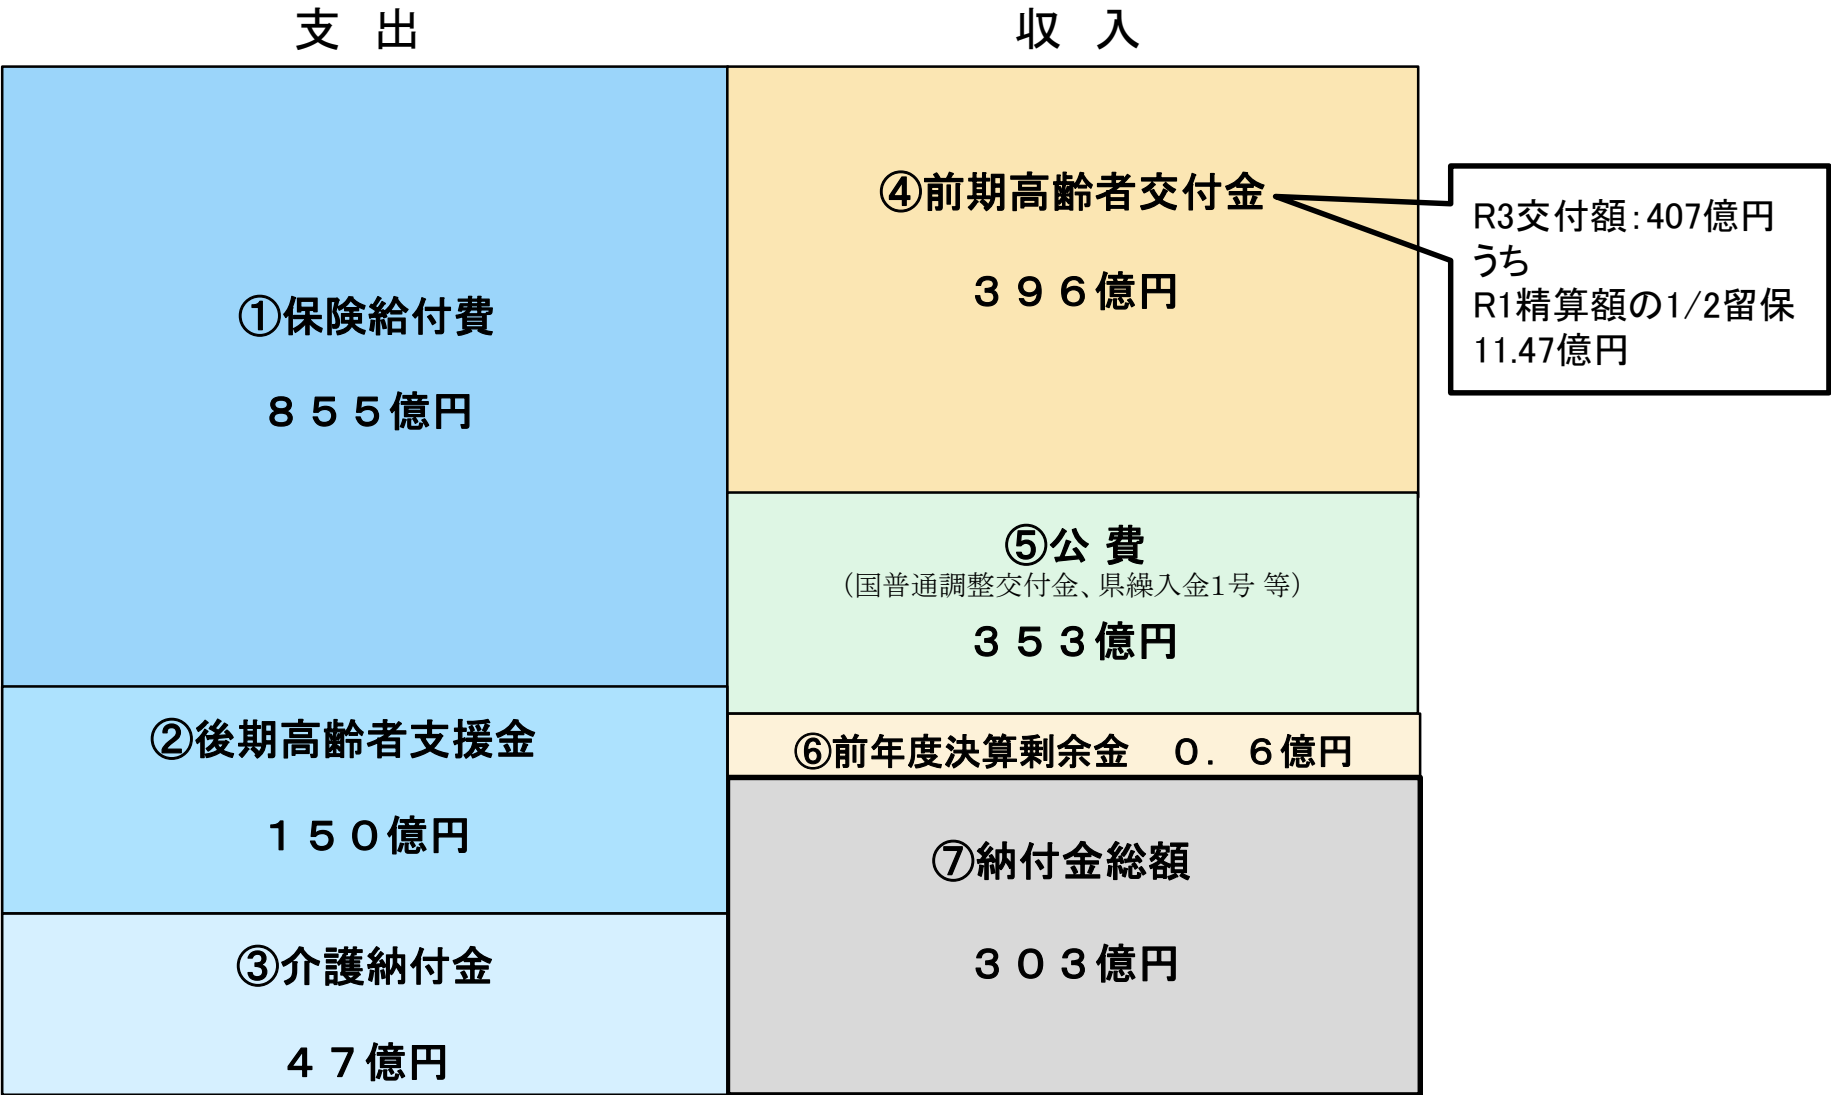 支 出
収 入
①保険給付費
８５５億円
②後期高齢者支援金
１５０億円
③介護納付金
４７億円
④前期高齢者交付金
３９６億円
⑤公 費
（国普通調整交付金、県繰入金1号 等）
３５３億円
⑥前年度決算剰余金　０．６億円
⑦納付金総額
３０３億円
R3交付額：407億円
うち
R1精算額の1/2留保
11.47億円